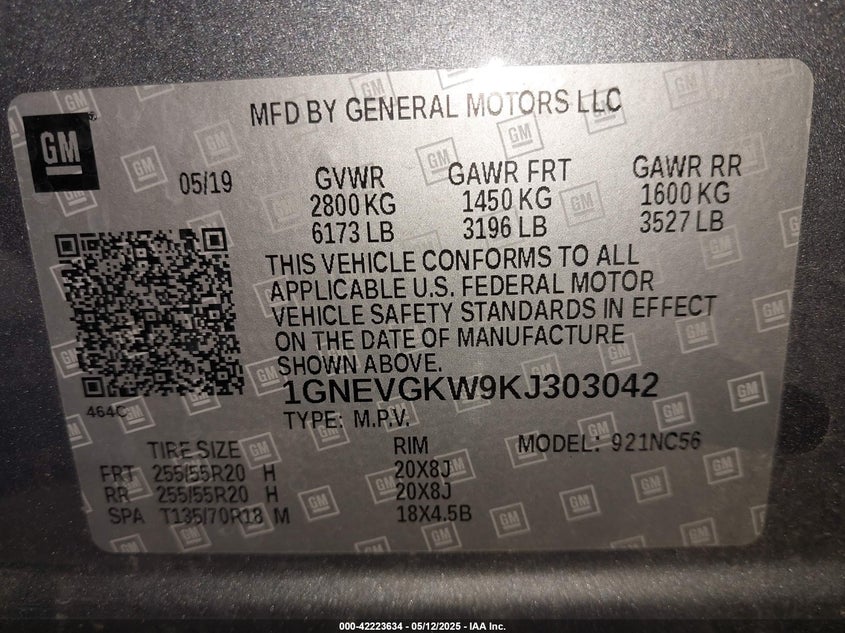 MFD BY GENERAL MOTORS LLC
GM
05/19 GVWR GAWR FRT GAWR RR
2800 KG 1450 KG 1600 KG
6173 LB 3196 LB 3527 LB
THIS VEHICLE CONFORMS TO ALL
APPLICABLE U.S. FEDERAL MOTOR
VEHICLE SAFETY STANDARDS IN EFFECT
ON THE DATE OF MANUFACTURE
SHOWN ABOVE.
1GNEVGKW9KJ303042
464C
TYPE: M.P.V.
TIRE SIZE RIM MODEL: 921NC56
FRT 255/55R20 H 20X8J
RR 255/55R20 H 20X8J
SPA T135/70R18 M 18X4.5B
000-42223634 - 05/12/2025 - IAA Inc.